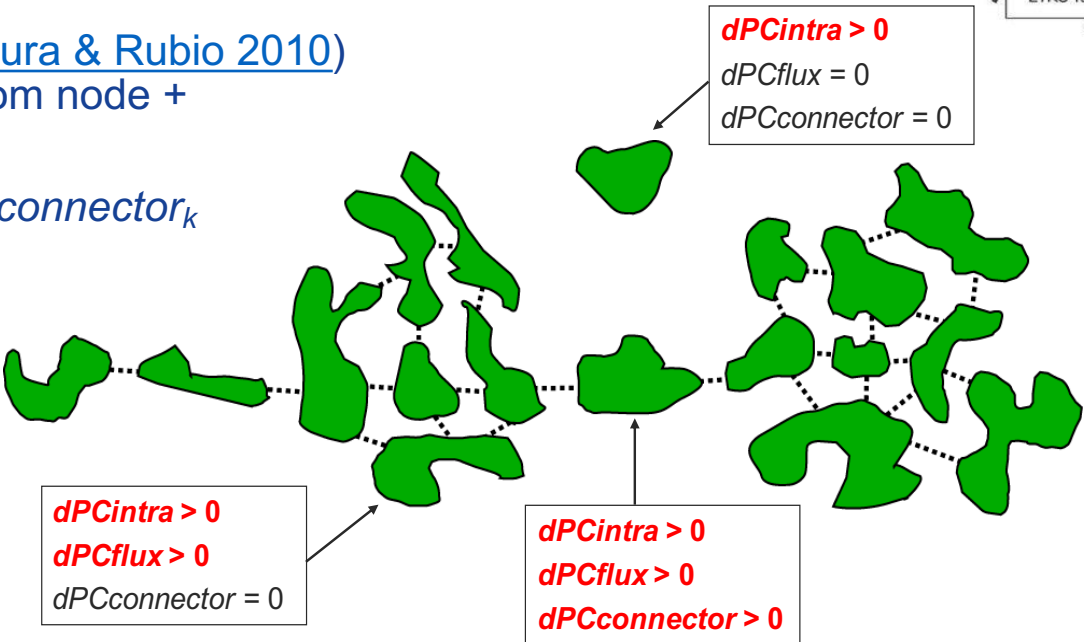 ura & Rubio 2010)
om node +
connectorₖ
dPCintra > 0
dPCflux = 0
dPCconnector = 0
dPCintra > 0
dPCflux > 0
dPCconnector = 0
dPCintra > 0
dPCflux > 0
dPCconnector > 0